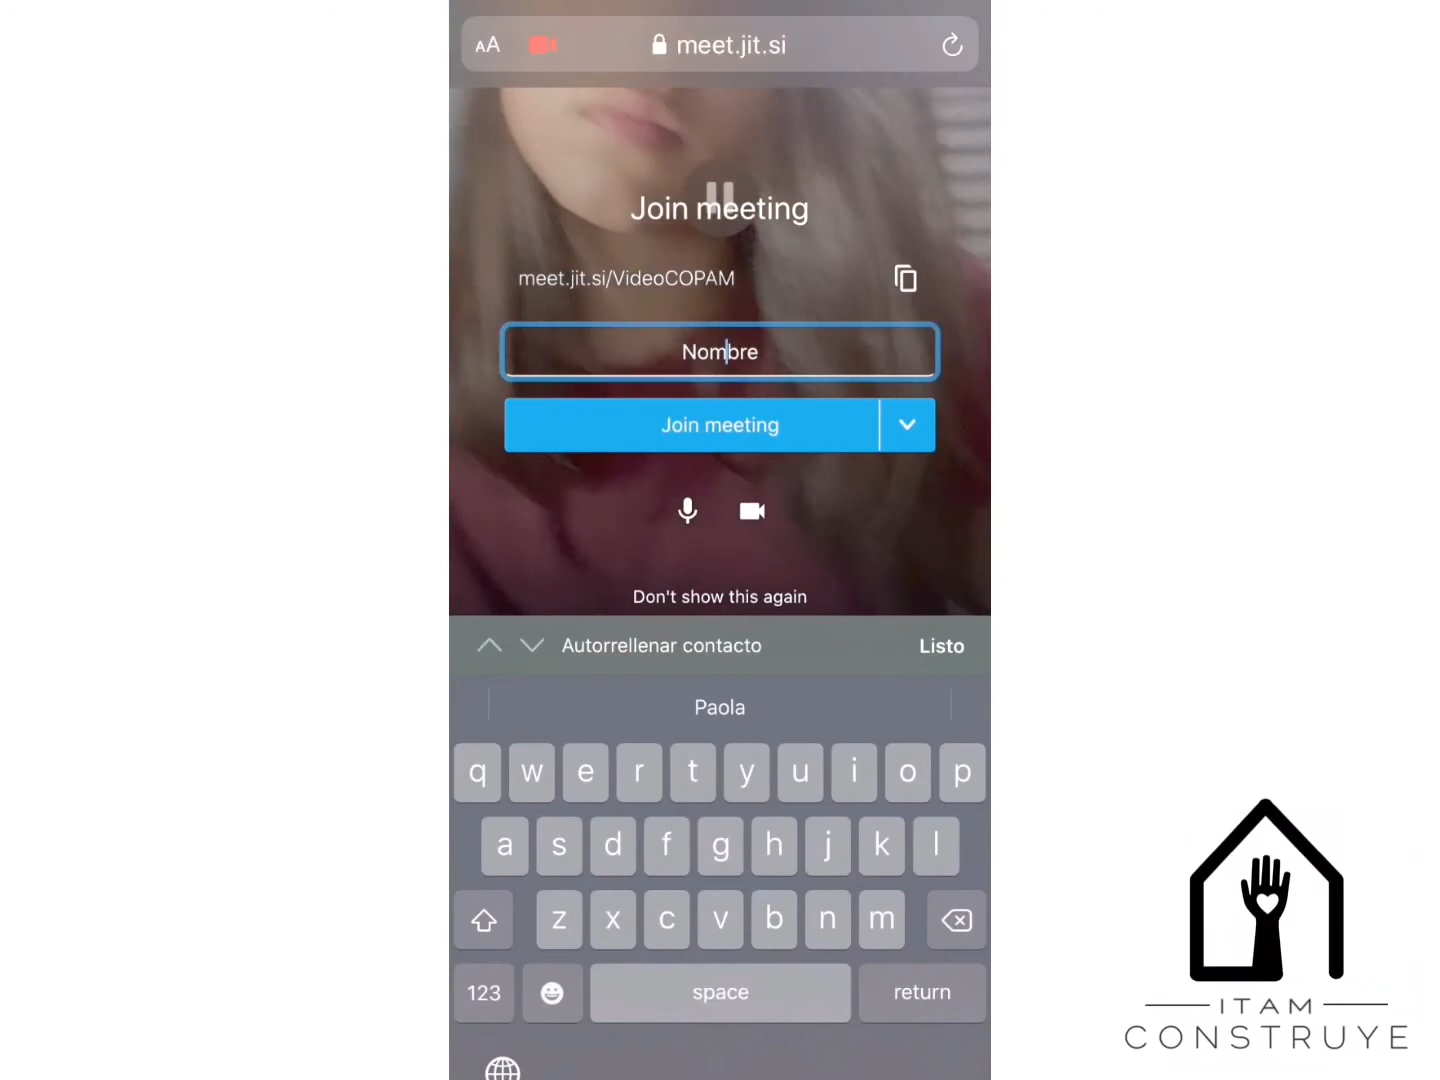 AA meet.jit.si
Join meeting
meet.jit.si/VideoCOPAM
Nombre
Join meeting
Don't show this again
Autorrellenar contacto Listo
Paola
q w e r t y u i o p
a s d f g h j k l
z x c v b n m
123 space return
ITAM
CONSTRUYE